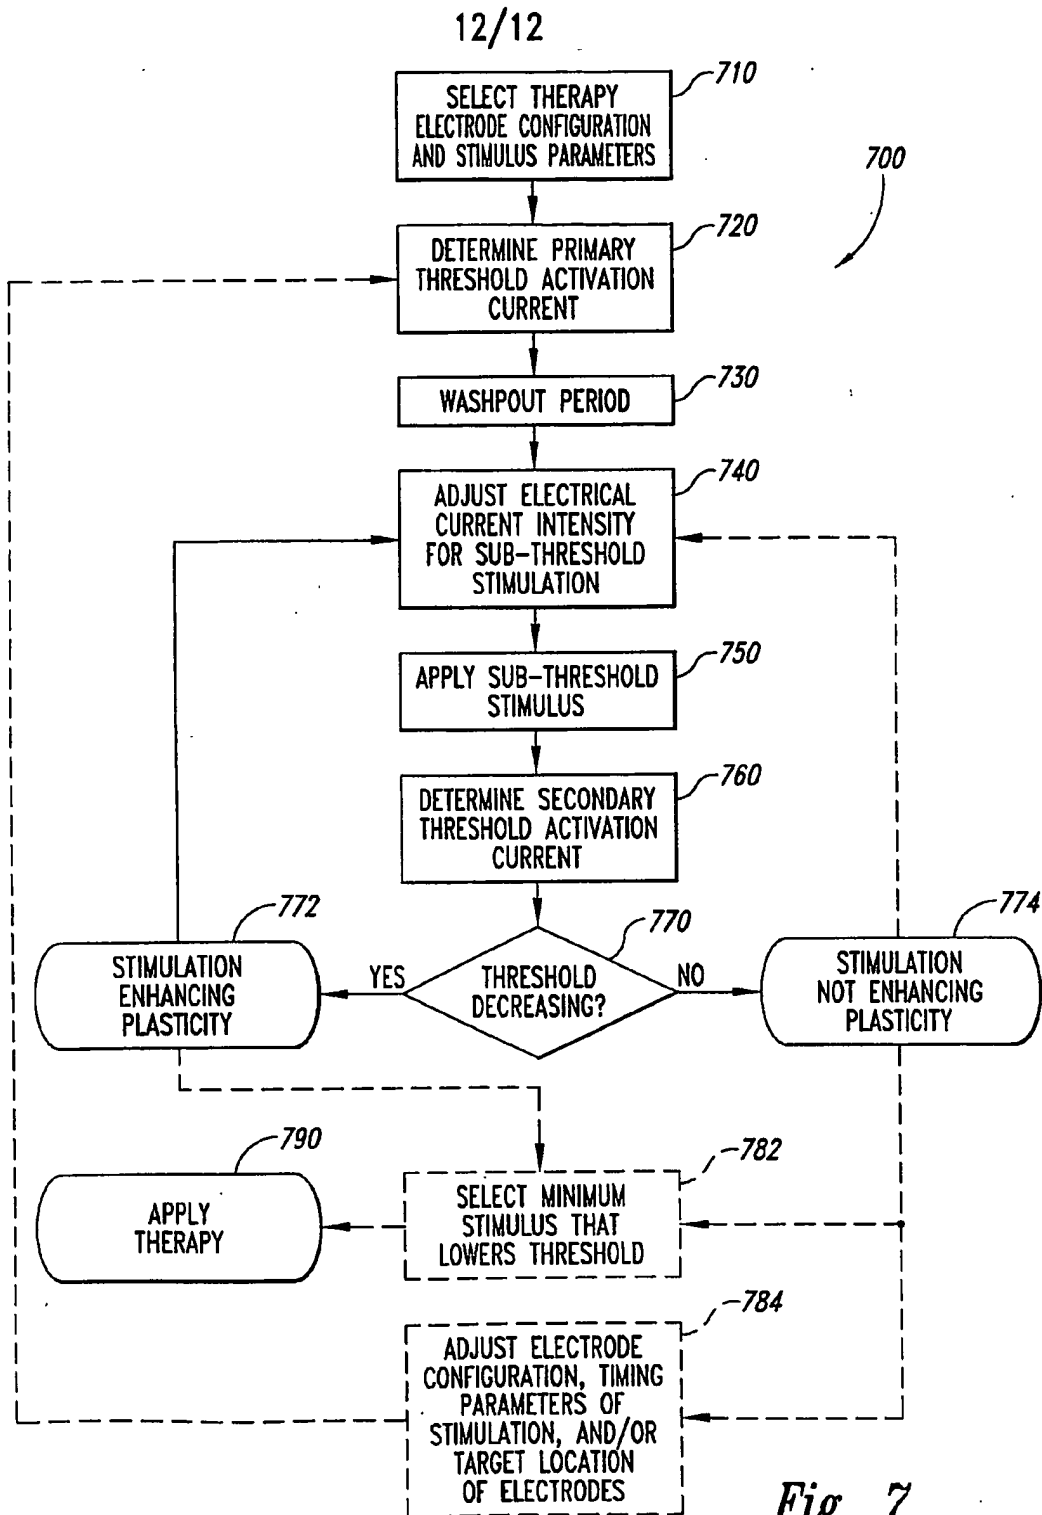 12/12
710
SELECT THERAPY
ELECTRODE CONFIGURATION
AND STIMULUS PARAMETERS
700
720
DETERMINE PRIMARY
THRESHOLD ACTIVATION
CURRENT
730
WASHPOUT PERIOD
740
ADJUST ELECTRICAL
CURRENT INTENSITY
FOR SUB-THRESHOLD
STIMULATION
750
APPLY SUB-THRESHOLD
STIMULUS
760
DETERMINE SECONDARY
THRESHOLD ACTIVATION
CURRENT
772
STIMULATION
ENHANCING
PLASTICITY
YES
770
THRESHOLD
DECREASING?
NO
774
STIMULATION
NOT ENHANCING
PLASTICITY
790
APPLY
THERAPY
782
SELECT MINIMUM
STIMULUS THAT
LOWERS THRESHOLD
784
ADJUST ELECTRODE
CONFIGURATION, TIMING
PARAMETERS OF
STIMULATION, AND/OR
TARGET LOCATION
OF ELECTRODES
Fig. 7